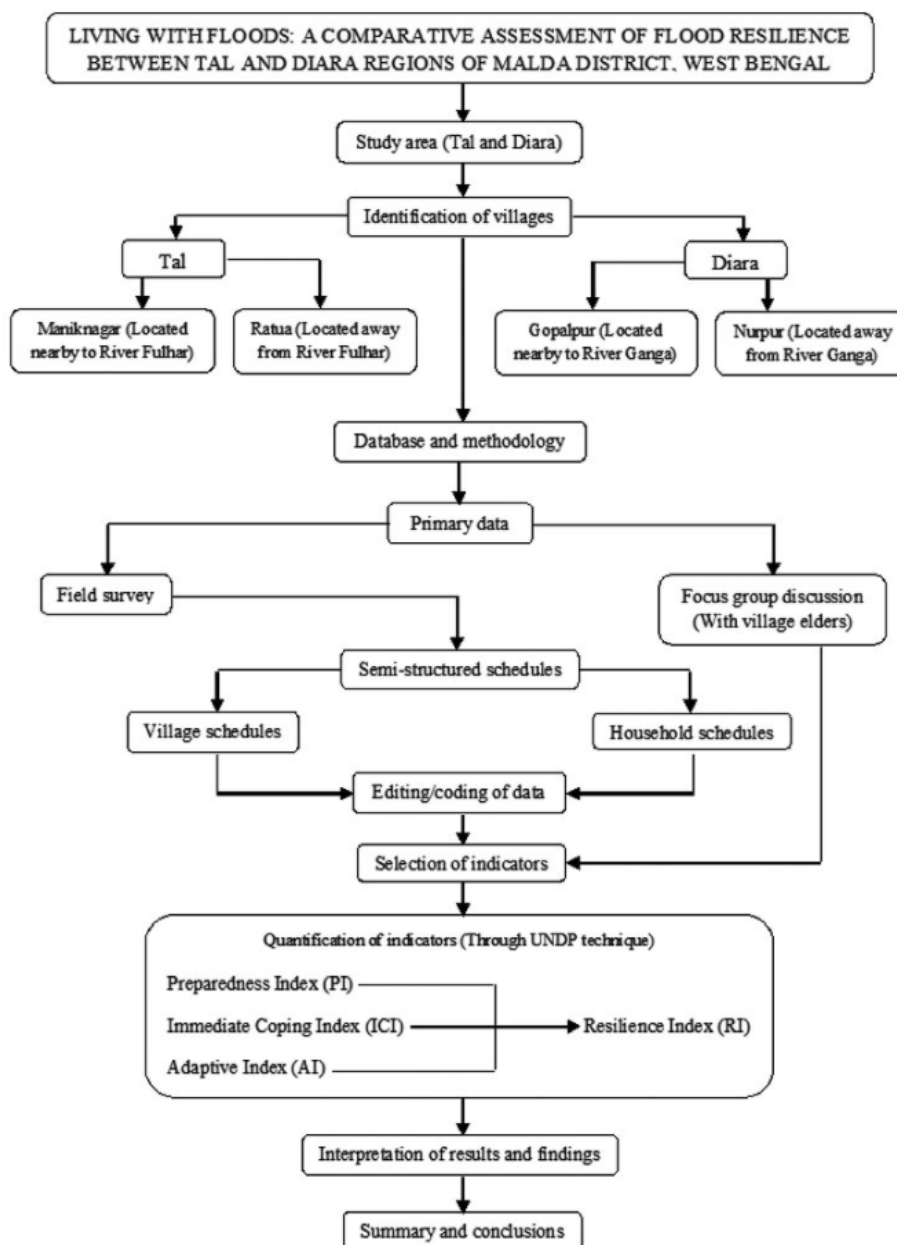 LIVING WITH FLOODS: A COMPARATIVE ASSESSMENT OF FLOOD RESILIENCE
BETWEEN TAL AND DIARA REGIONS OF MALDA DISTRICT, WEST BENGAL
Study area (Tal and Diara)
Identification of villages
Tal
Diara
Maniknagar (Located
nearby to River Fulhar)
Ratua (Located away
from River Fulhar)
Gopalpur (Located
nearby to River Ganga)
Nurpur (Located away
from River Ganga)
Database and methodology
Primary data
Field survey
Focus group discussion
(With village elders)
Semi-structured schedules
Village schedules
Household schedules
Editing/coding of data
Selection of indicators
Quantification of indicators (Through UNDP technique)
Preparedness Index (PI)
Immediate Coping Index (ICI)
Resilience Index (RI)
Adaptive Index (AI)
Interpretation of results and findings
Summary and conclusions